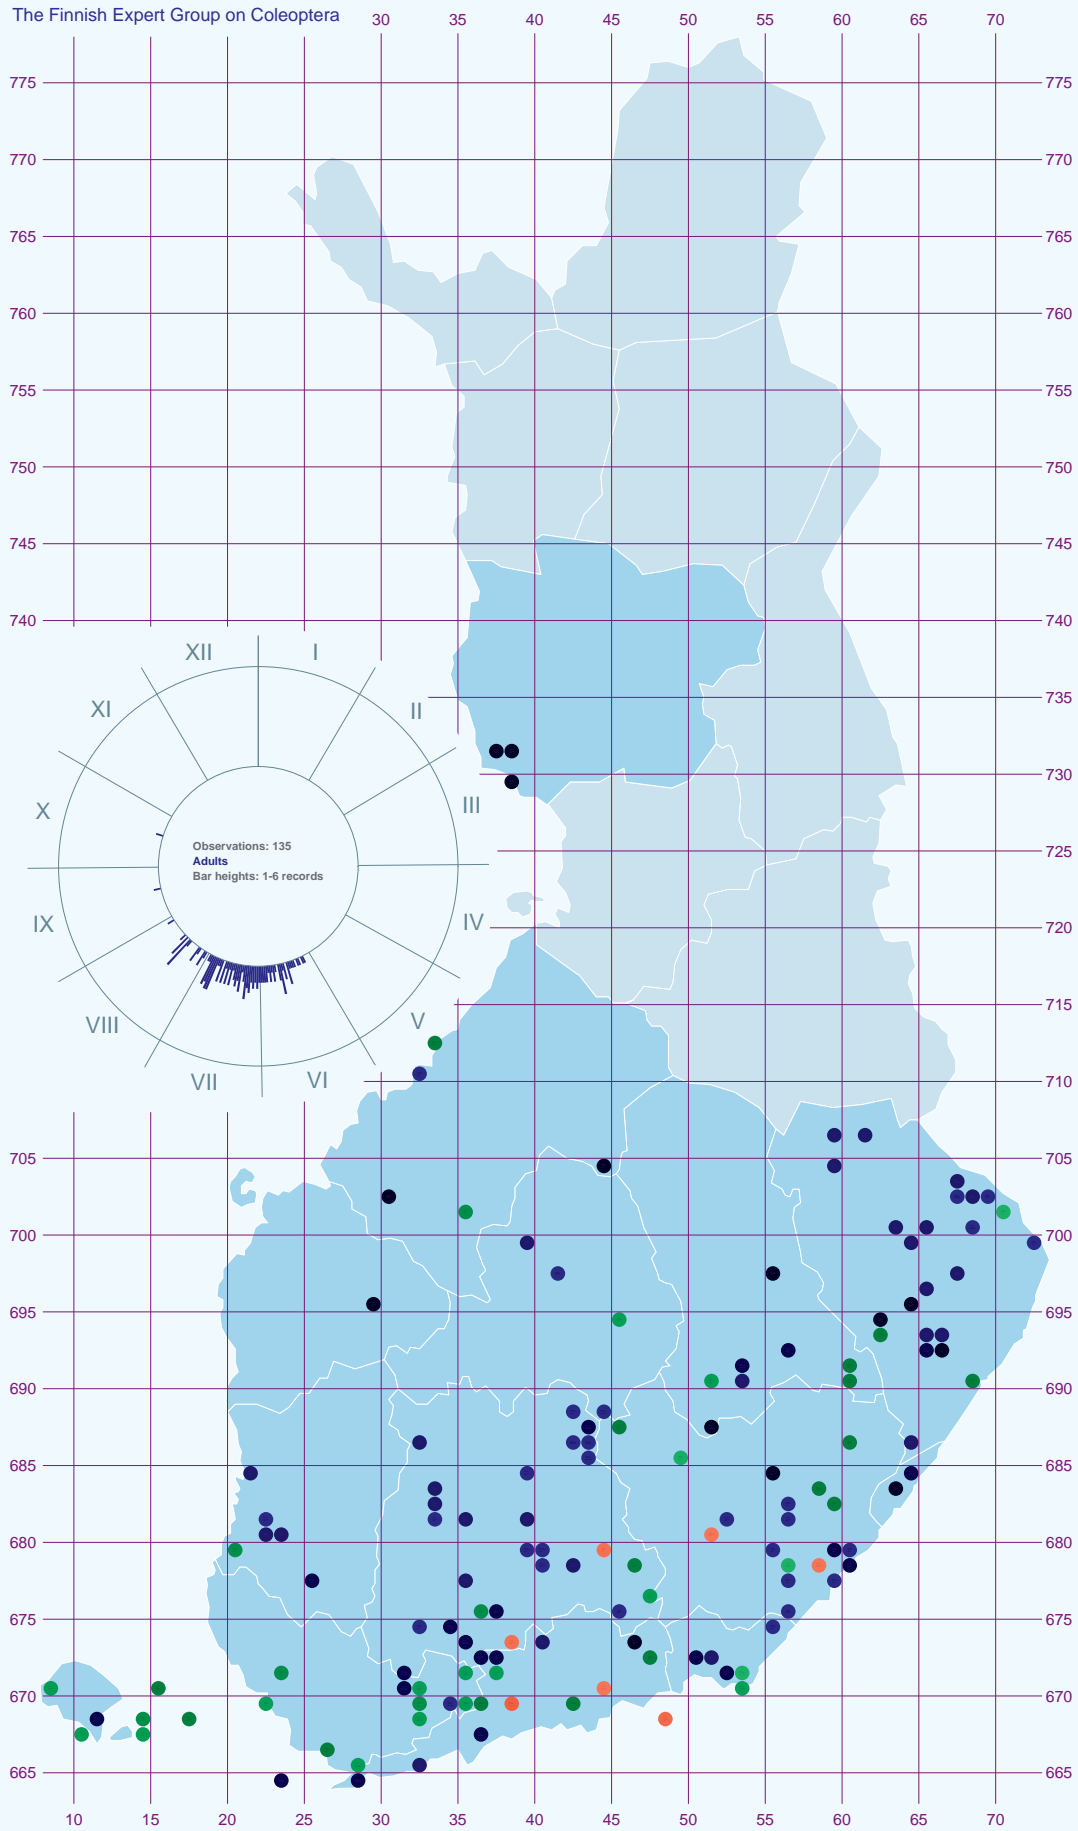 The Finnish Expert Group on Coleoptera
30 35 40 45 50 55 60 65 70
775 775
770 770
765 765
760 760
755 755
750 750
745 745
740 740
XII I
XI II
735
730
X III
Observations: 135
Adults
Bar heights: 1-6 records
725
IX IV
720
715
VIII V
VII VI
710
705 705
700 700
695 695
690 690
685 685
680 680
675 675
670 670
665 665
10 15 20 25 30 35 40 45 50 55 60 65 70